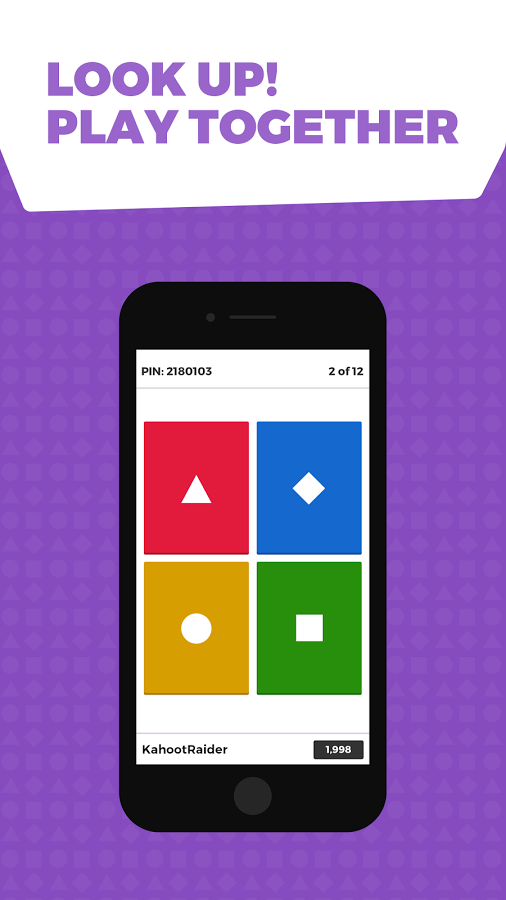 LOOK UP!
PLAY TOGETHER
PIN: 2180103 2 of 12
KahootRaider 1,998